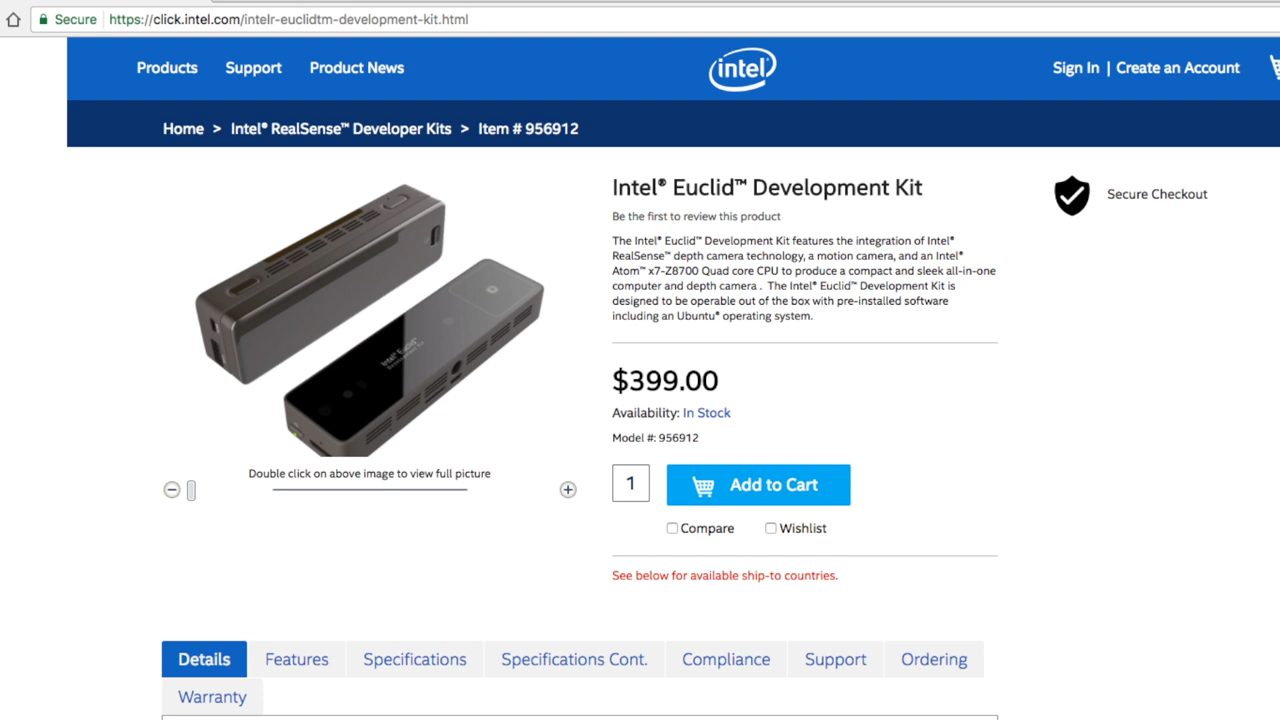 Secure https://click.intel.com/intelr-euclidtm-development-kit.html
Products Support Product News
intel
Sign In | Create an Account
Home > Intel® RealSense™ Developer Kits > Item # 956912
Intel® Euclid™ Development Kit
Be the first to review this product
The Intel® Euclid™ Development Kit features the integration of Intel®
RealSense™ depth camera technology, a motion camera, and an Intel®
Atom™ x7-Z8700 Quad core CPU to produce a compact and sleek all-in-one
computer and depth camera . The Intel® Euclid™ Development Kit is
designed to be operable out of the box with pre-installed software
including an Ubuntu® operating system.
Secure Checkout
Intel® Euclid™
Development Kit
$399.00
Availability: In Stock
Model #: 956912
1 Add to Cart
Compare Wishlist
See below for available ship-to countries.
Double click on above image to view full picture
Details Features Specifications Specifications Cont. Compliance Support Ordering
Warranty